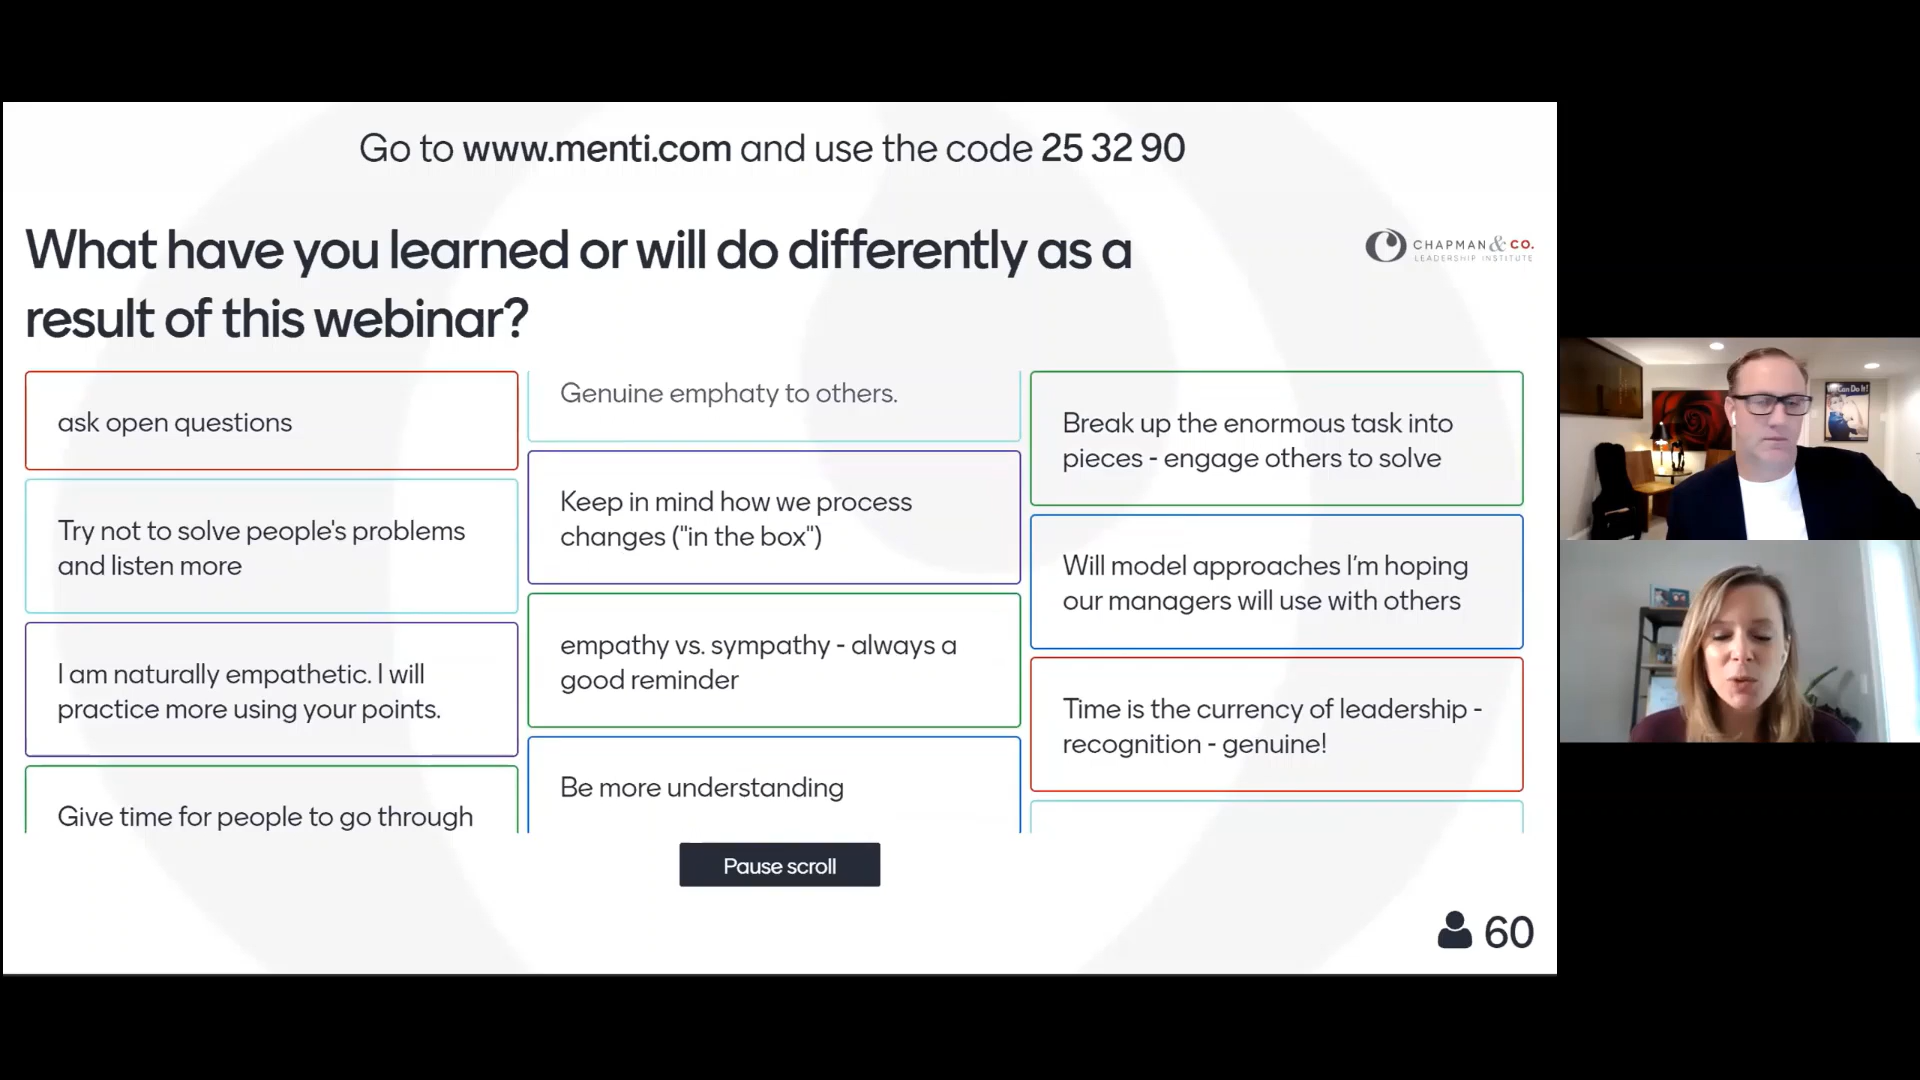 Go to www.menti.com and use the code 25 32 90
What have you learned or will do differently as a
result of this webinar?
CHAPMAN & CO.
LEADERSHIP INSTITUTE
ask open questions
Try not to solve people's problems
and listen more
I am naturally empathetic. I will
practice more using your points.
Give time for people to go through
Genuine emphaty to others.
Keep in mind how we process
changes ("in the box")
empathy vs. sympathy - always a
good reminder
Be more understanding
Break up the enormous task into
pieces - engage others to solve
Will model approaches I'm hoping
our managers will use with others
Time is the currency of leadership -
recognition - genuine!
Pause scroll
60
Can Do It!